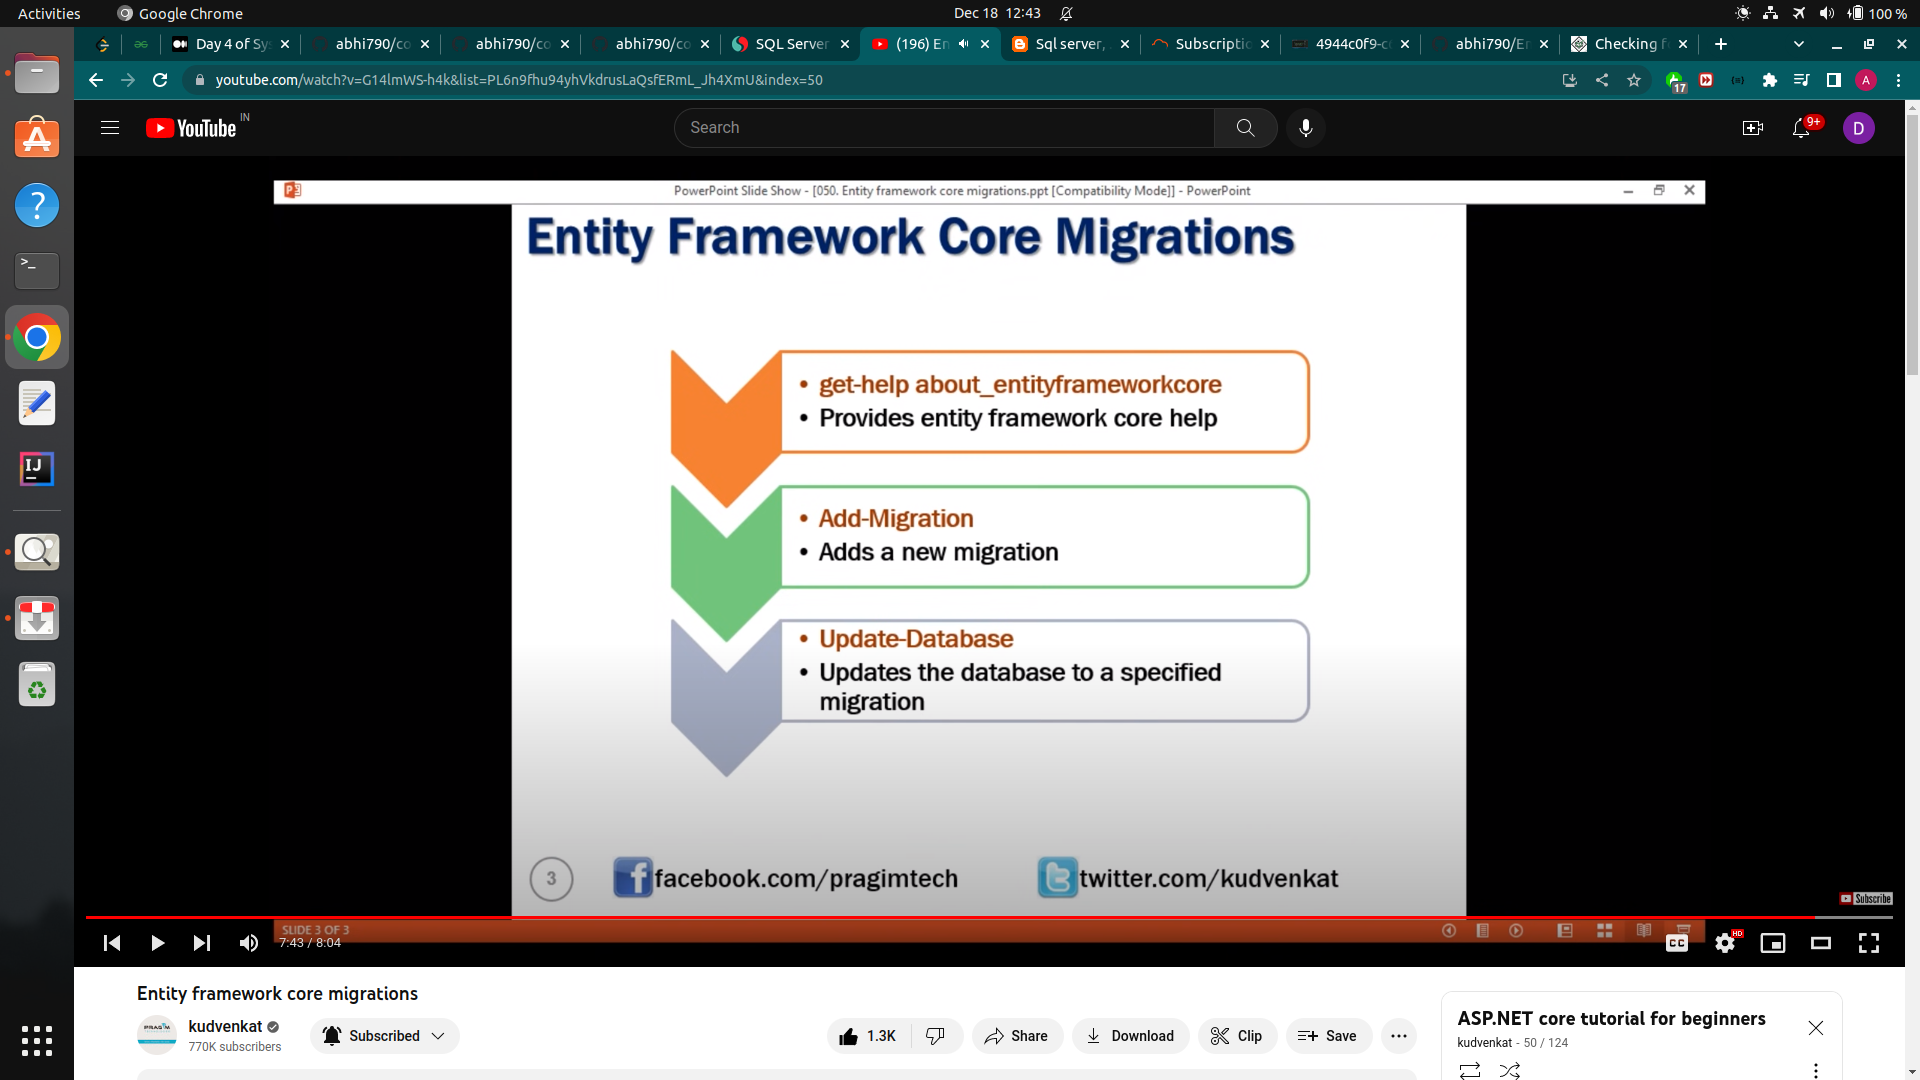 Activities
Google Chrome
Dec 18 12:43
100 %
Day 4 of Sy
abhi790/co
abhi790/co
abhi790/co
SQL Server
(196) En
Sql server,
Subscriptio
4944c0f9-c
abhi790/En
Checking f
youtube.com/watch?v=G14lmWS-h4k&list=PL6n9fhu94yhVkdrusLaQsfERmL_Jh4XmU&index=50
17
A
YouTube
IN
Search
9+
D
PowerPoint Slide Show - [050. Entity framework core migrations.ppt [Compatibility Mode]] - PowerPoint
Entity Framework Core Migrations
• get-help about_entityframeworkcore
• Provides entity framework core help
• Add-Migration
• Adds a new migration
• Update-Database
• Updates the database to a specified
migration
3
facebook.com/pragimtech
twitter.com/kudvenkat
Subscribe
SLIDE 3 OF 3
7:43 / 8:04
CC
HD
Entity framework core migrations
PRAGIM
kudvenkat
770K subscribers
Subscribed
1.3K
Share
Download
Clip
Save
ASP.NET core tutorial for beginners
kudvenkat - 50 / 124